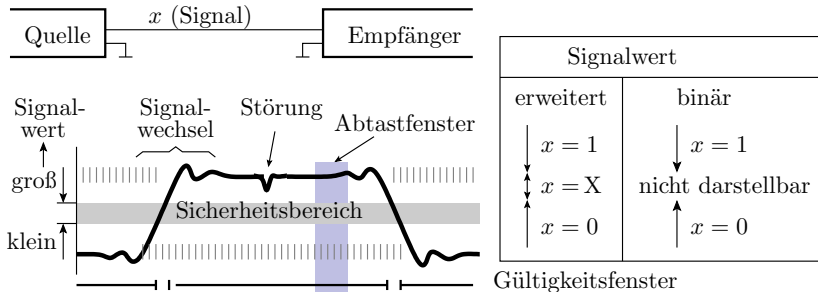 x (Signal)
Quelle
Empfänger
Signal-
wert
Signal-
wechsel
Störung
Abtastfenster
groß
Sicherheitsbereich
klein
Gültigkeitsfenster
Signalwert
erweitert
binär
x = 1
x = 1
x = X
nicht darstellbar
x = 0
x = 0